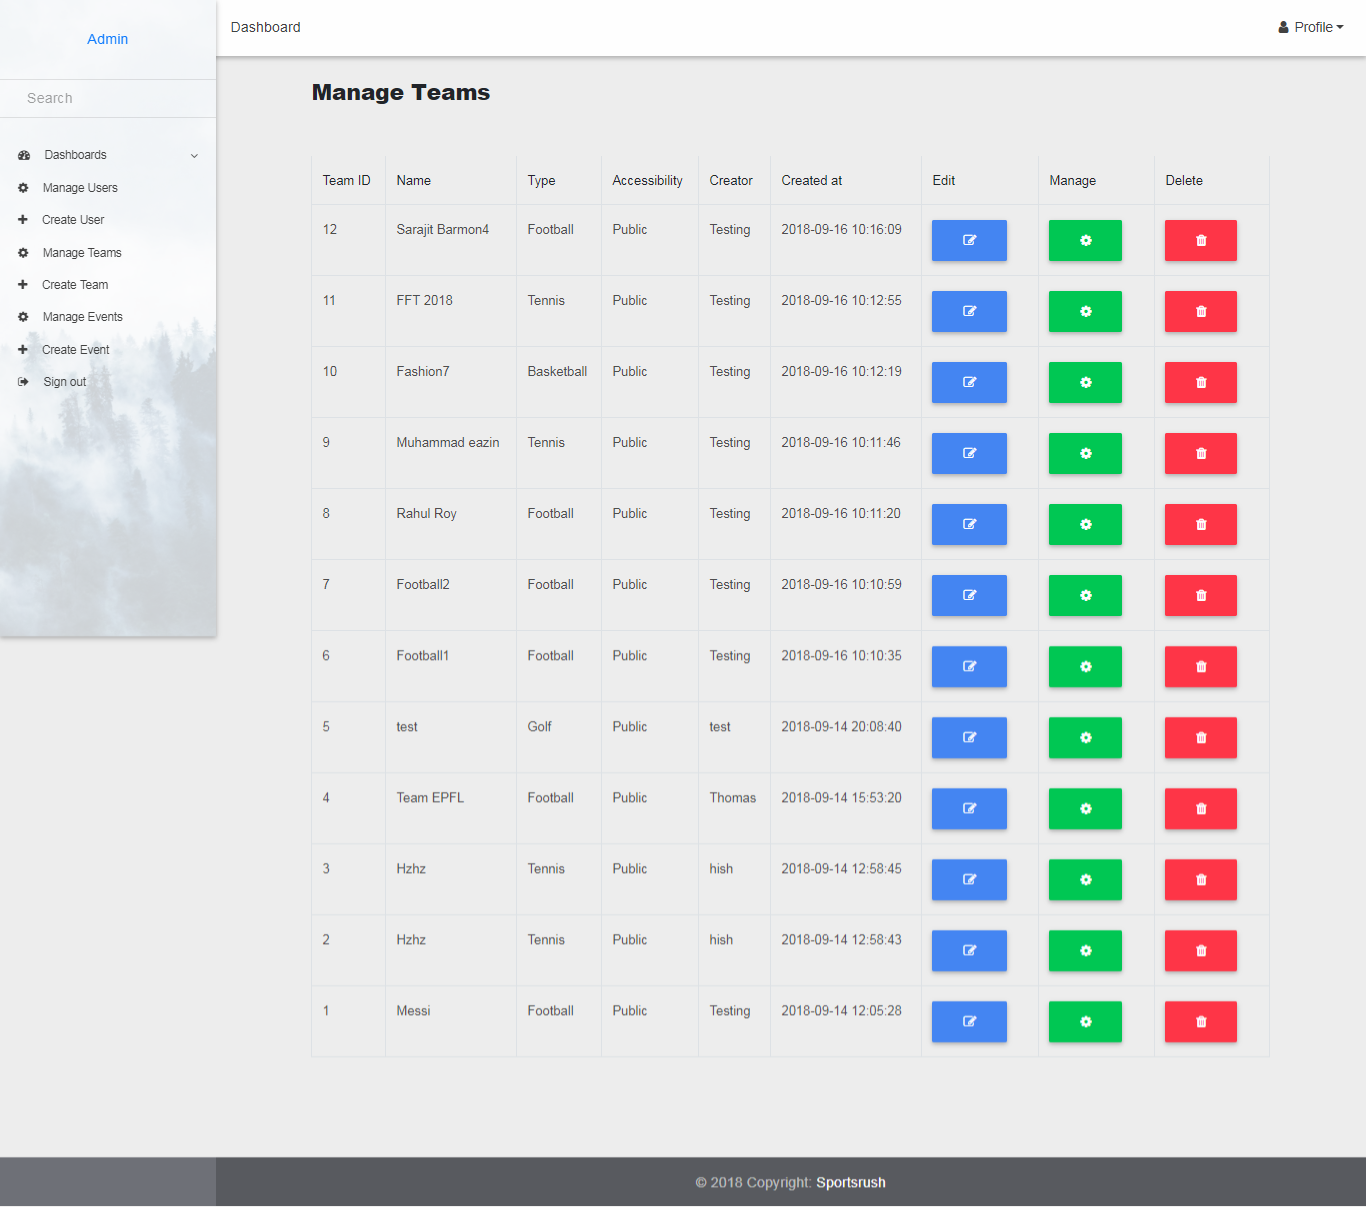 Admin
Search
Dashboards
Manage Users
Create User
Manage Teams
Create Team
Manage Events
Create Event
Sign out
Dashboard
Profile
Manage Teams
Team ID Name Type Accessibility Creator Created at Edit Manage Delete
12 Sarajit Barmon4 Football Public Testing 2018-09-16 10:16:09
11 FFT 2018 Tennis Public Testing 2018-09-16 10:12:55
10 Fashion7 Basketball Public Testing 2018-09-16 10:12:19
9 Muhammad eazin Tennis Public Testing 2018-09-16 10:11:46
8 Rahul Roy Football Public Testing 2018-09-16 10:11:20
7 Football2 Football Public Testing 2018-09-16 10:10:59
6 Football1 Football Public Testing 2018-09-16 10:10:35
5 test Golf Public test 2018-09-14 20:08:40
4 Team EPFL Football Public Thomas 2018-09-14 15:53:20
3 Hzhz Tennis Public hish 2018-09-14 12:58:45
2 Hzhz Tennis Public hish 2018-09-14 12:58:43
1 Messi Football Public Testing 2018-09-14 12:05:28
© 2018 Copyright: Sportsrush